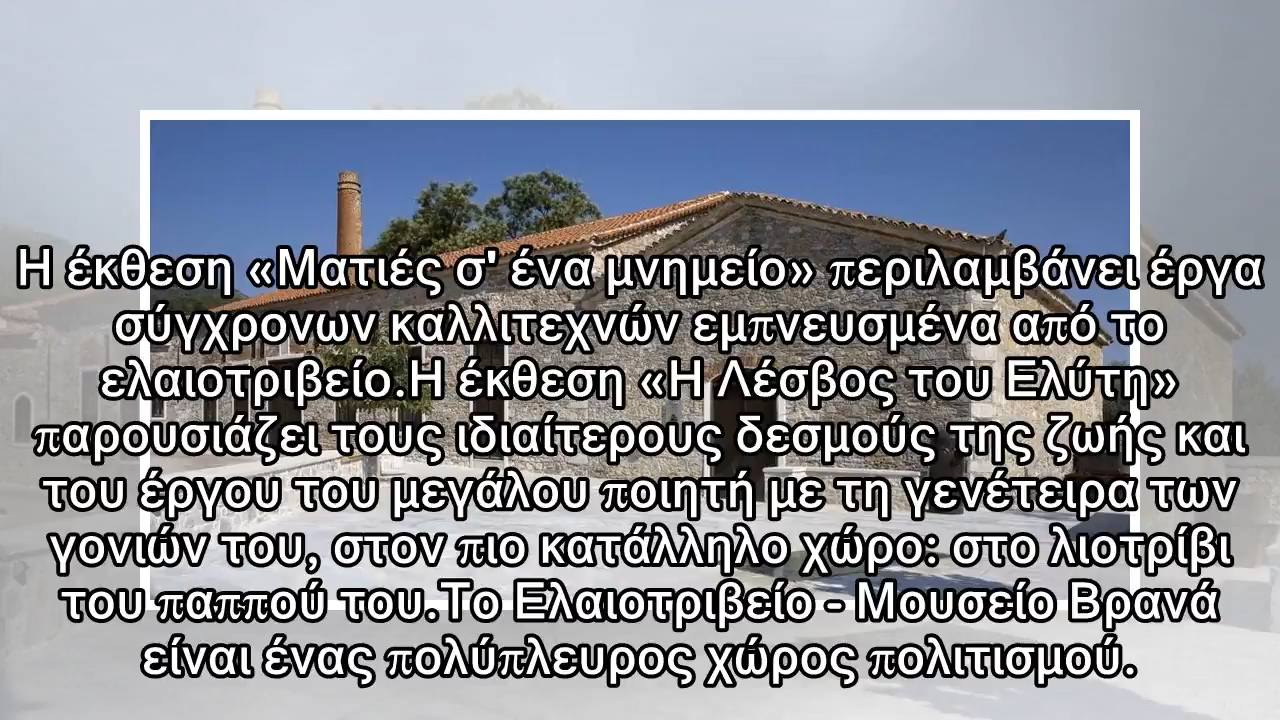 Η έκθεση «Ματιές σ' ένα μνημείο» περιλαμβάνει έργα
σύγχρονων καλλιτεχνών εμπνευσμένα από το
ελαιοτριβείο.Η έκθεση «Η Λέσβος του Ελύτη»
παρουσιάζει τους ιδιαίτερους δεσμούς της ζωής και
του έργου του μεγάλου ποιητή με τη γενέτειρα των
γονιών του, στον πιο κατάλληλο χώρο: στο λιοτρίβι
του παππού του.Το Ελαιοτριβείο - Μουσείο Βρανά
είναι ένας πολύπλευρος χώρος πολιτισμού.